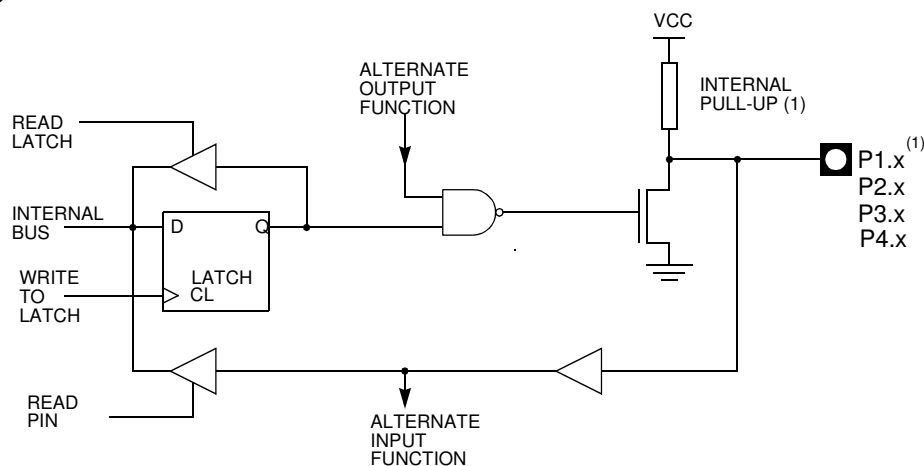 VCC
ALTERNATE
OUTPUT
FUNCTION
INTERNAL
PULL-UP (1)
READ
LATCH
P1.x (1)
P2.x
P3.x
P4.x
INTERNAL
BUS
D
Q
LATCH
CL
WRITE
TO
LATCH
READ
PIN
ALTERNATE
INPUT
FUNCTION